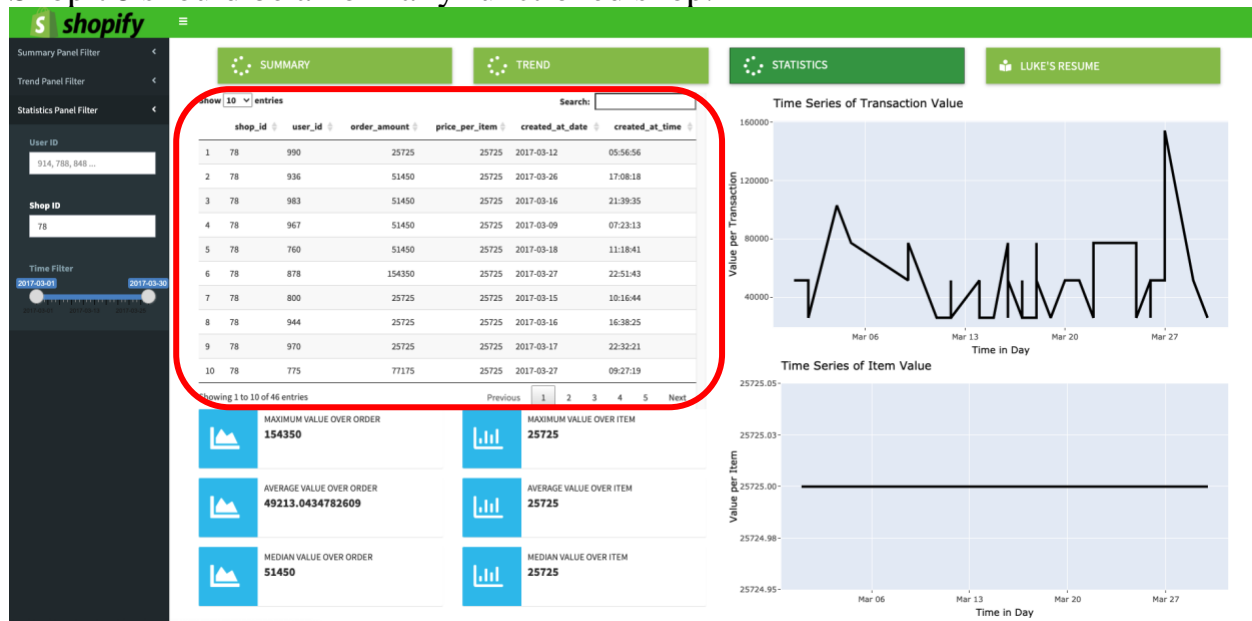 shopify
Summary Panel Filter
Trend Panel Filter
Statistics Panel Filter
User ID
914, 788, 848 ...
Shop ID
78
Time Filter
2017-03-01 2017-03-30
SUMMARY
TREND
STATISTICS
LUKE'S RESUME
Show 10 entries
Search:
shop_id user_id order_amount price_per_item created_at_date created_at_time
1 78 990 25725 25725 2017-03-12 05:56:56
2 78 936 51450 25725 2017-03-26 17:08:18
3 78 983 51450 25725 2017-03-16 21:39:35
4 78 967 51450 25725 2017-03-09 07:23:13
5 78 760 51450 25725 2017-03-18 11:18:41
6 78 878 154350 25725 2017-03-27 22:51:43
7 78 800 25725 25725 2017-03-15 10:16:44
8 78 944 25725 25725 2017-03-16 16:38:25
9 78 970 25725 25725 2017-03-17 22:32:21
10 78 775 77175 25725 2017-03-27 09:27:19
Showing 1 to 10 of 46 entries
Previous 1 2 3 4 5 Next
MAXIMUM VALUE OVER ORDER
154350
MAXIMUM VALUE OVER ITEM
25725
AVERAGE VALUE OVER ORDER
49213.0434782609
AVERAGE VALUE OVER ITEM
25725
MEDIAN VALUE OVER ORDER
51450
MEDIAN VALUE OVER ITEM
25725
Time Series of Transaction Value
Value per Transaction
160000
120000
80000
40000
Mar 06 Mar 13 Mar 20 Mar 27
Time in Day
Time Series of Item Value
Value per Item
25725.05
25725.03
25725.00
25724.98
25724.95
Mar 06 Mar 13 Mar 20 Mar 27
Time in Day